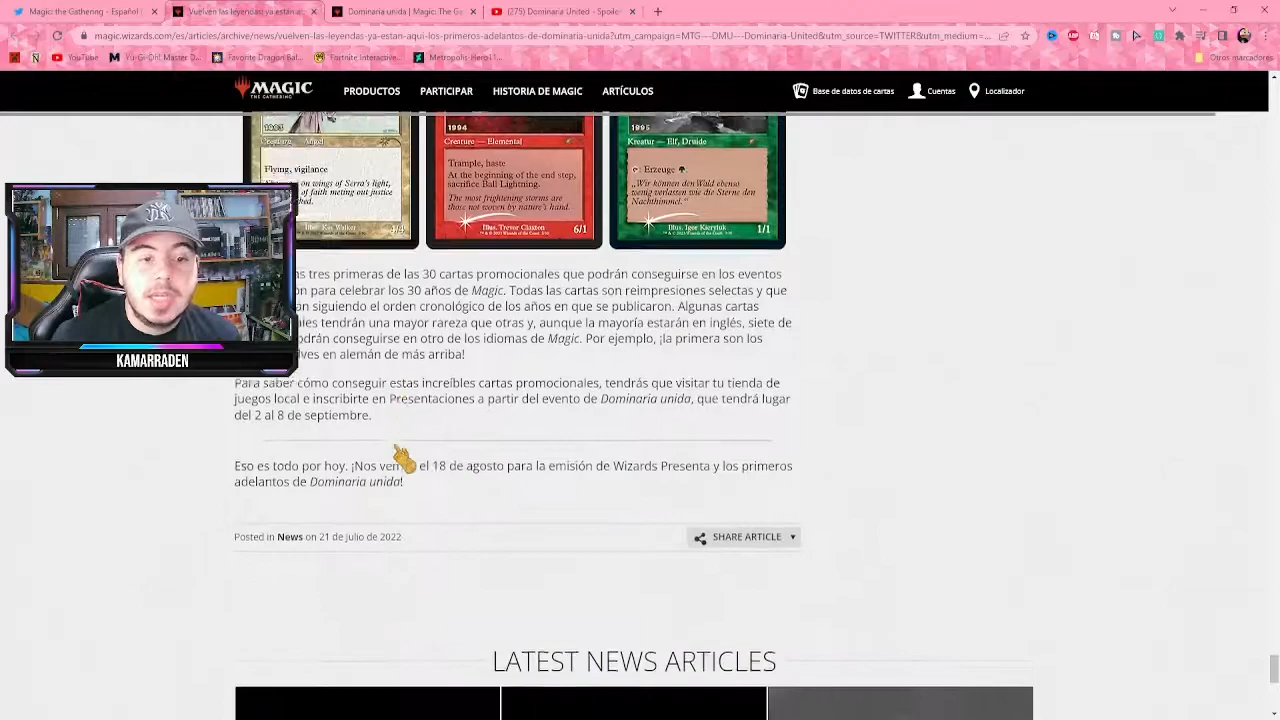 Magic: the Gathering - Español (
Vuelven las leyendas: ya están a
Dominaria unida | Magic: The Ga
(275) Dominaria United - Spoiler
magic.wizards.com/es/articles/archive/news/vuelven-las-leyendas-ya-estan-aqui-los-primeros-adelantos-de-dominaria-unida?utm_campaign=MTG---DMU---Dominaria-United&utm_source=TWITTER&utm_medium=...
YouTube
Yu-Gi-Oh! Master D...
Favorite Dragon Bal...
Fortnite Interactive...
Metropolis-Hero11...
Otros marcadores
MAGIC
THE GATHERING
PRODUCTOS
PARTICIPAR
HISTORIA DE MAGIC
ARTÍCULOS
Base de datos de cartas
Cuentas
Localizador
1993
Creature — Angel
Flying, vigilance
on wings of Serra's light,
of faith meting out justice
Illus. Rex Walker
4/4
1994
Creature — Elemental
Trample, haste
At the beginning of the end step,
sacrifice Ball Lightning.
The most frightening storms are
those not woven by nature's hand.
Illus. Trevor Claxton
6/1
1995
Kreatur — Elf, Druide
: Erzeuge
„Wir können den Wald ebenso
wenig verlassen wie die Sterne den
Nachthimmel."
Illus. Igor Kieryluk
1/1
KAMARRADEN
s tres primeras de las 30 cartas promocionales que podrán conseguirse en los eventos
on para celebrar los 30 años de Magic. Todas las cartas son reimpresiones selectas y que
n siguiendo el orden cronológico de los años en que se publicaron. Algunas cartas
ales tendrán una mayor rareza que otras y, aunque la mayoría estarán en inglés, siete de
odrán conseguirse en otro de los idiomas de Magic. Por ejemplo, ¡la primera son los
lves en alemán de más arriba!
Para saber cómo conseguir estas increíbles cartas promocionales, tendrás que visitar tu tienda de
juegos local e inscribirte en Presentaciones a partir del evento de Dominaria unida, que tendrá lugar
del 2 al 8 de septiembre.
Eso es todo por hoy. ¡Nos vem el 18 de agosto para la emisión de Wizards Presenta y los primeros
adelantos de Dominaria unida!
Posted in News on 21 de julio de 2022
SHARE ARTICLE
LATEST NEWS ARTICLES